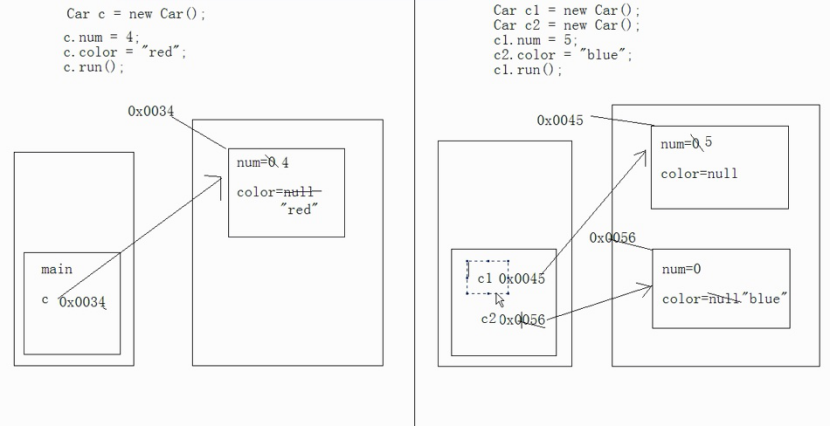 Car c = new Car();
c.num = 4;
c.color = "red";
c.run();
0x0034
num=0 4
color=null
"red"
main
c 0x0034
Car c1 = new Car();
Car c2 = new Car();
c1.num = 5;
c2.color = "blue";
c1.run();
0x0045
num=0 5
color=null
0x0056
num=0
color=null"blue"
c1 0x0045
c2 0x0056